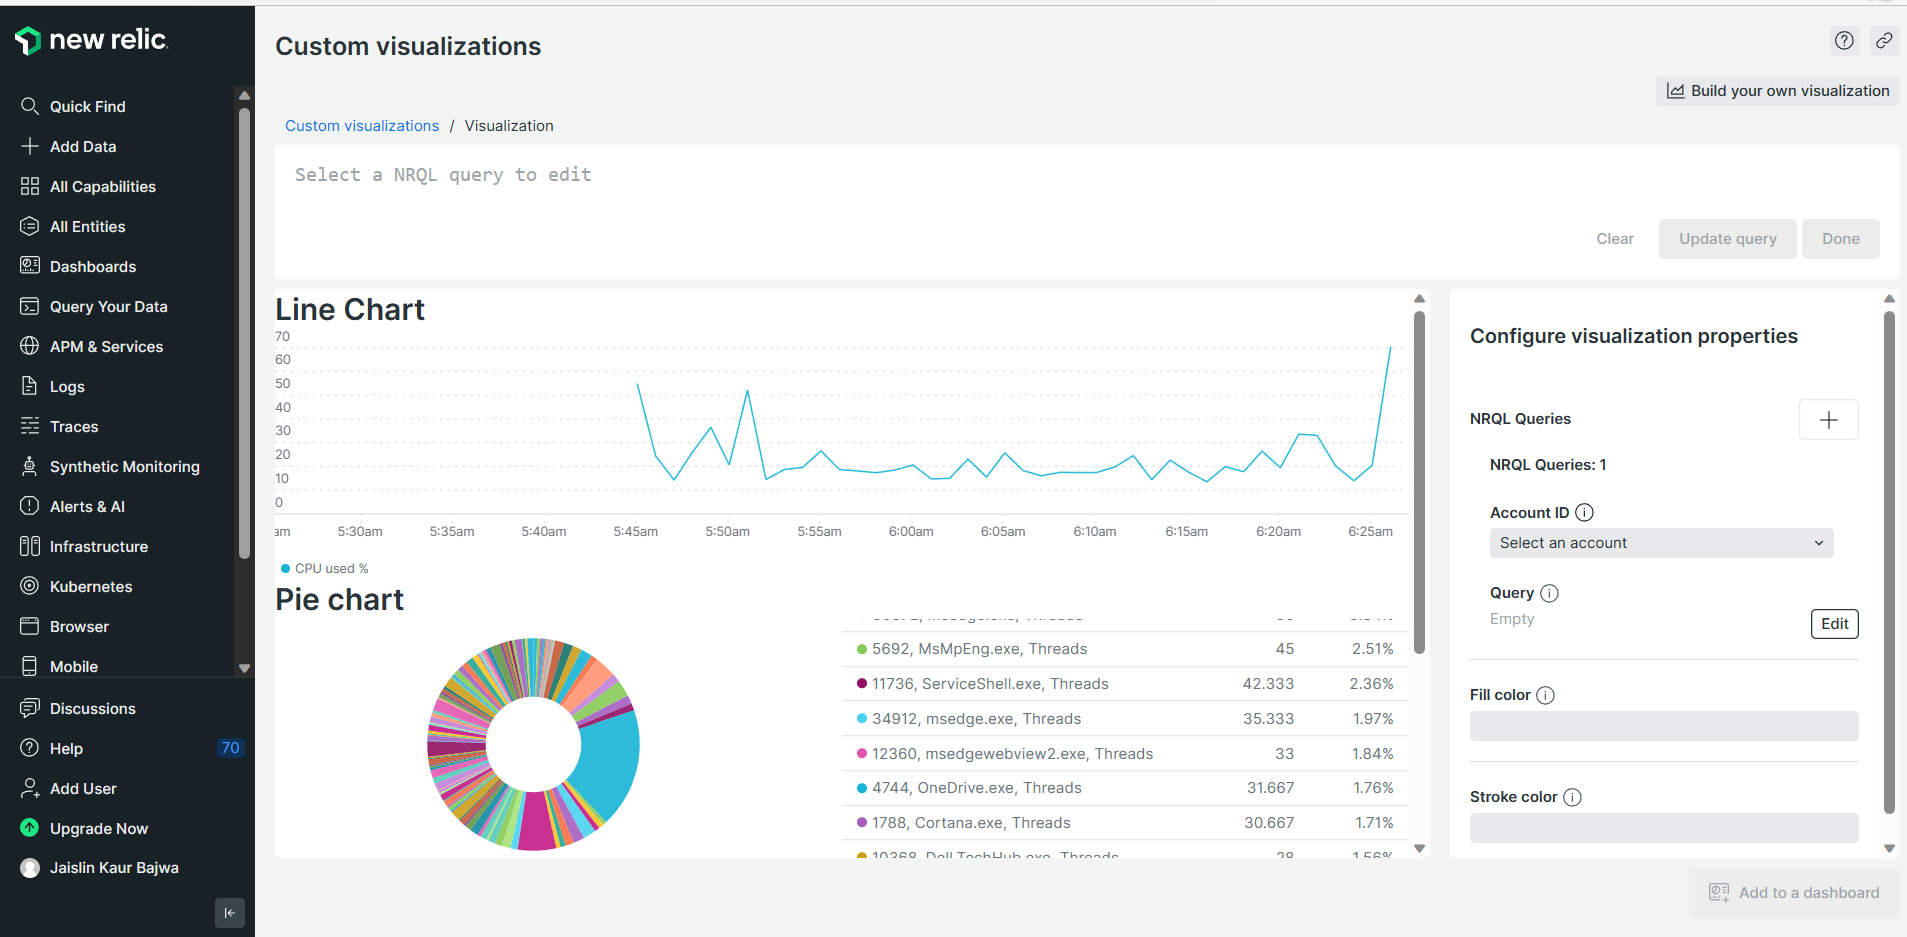 new relic
Quick Find
Add Data
All Capabilities
All Entities
Dashboards
Query Your Data
APM & Services
Logs
Traces
Synthetic Monitoring
Alerts & AI
Infrastructure
Kubernetes
Browser
Mobile
Discussions
Help 70
Add User
Upgrade Now
Jaislin Kaur Bajwa
Custom visualizations
Build your own visualization
Custom visualizations / Visualization
Select a NRQL query to edit
Clear Update query Done
Line Chart
70
60
50
40
30
20
10
0
am 5:30am 5:35am 5:40am 5:45am 5:50am 5:55am 6:00am 6:05am 6:10am 6:15am 6:20am 6:25am
CPU used %
Pie chart
5692, MsMpEng.exe, Threads 45 2.51%
11736, ServiceShell.exe, Threads 42.333 2.36%
34912, msedge.exe, Threads 35.333 1.97%
12360, msedgewebview2.exe, Threads 33 1.84%
4744, OneDrive.exe, Threads 31.667 1.76%
1788, Cortana.exe, Threads 30.667 1.71%
10368, Dell.TechHub.exe, Threads 28 1.56%
Configure visualization properties
NRQL Queries
NRQL Queries: 1
Account ID
Select an account
Query
Empty
Edit
Fill color
Stroke color
Add to a dashboard